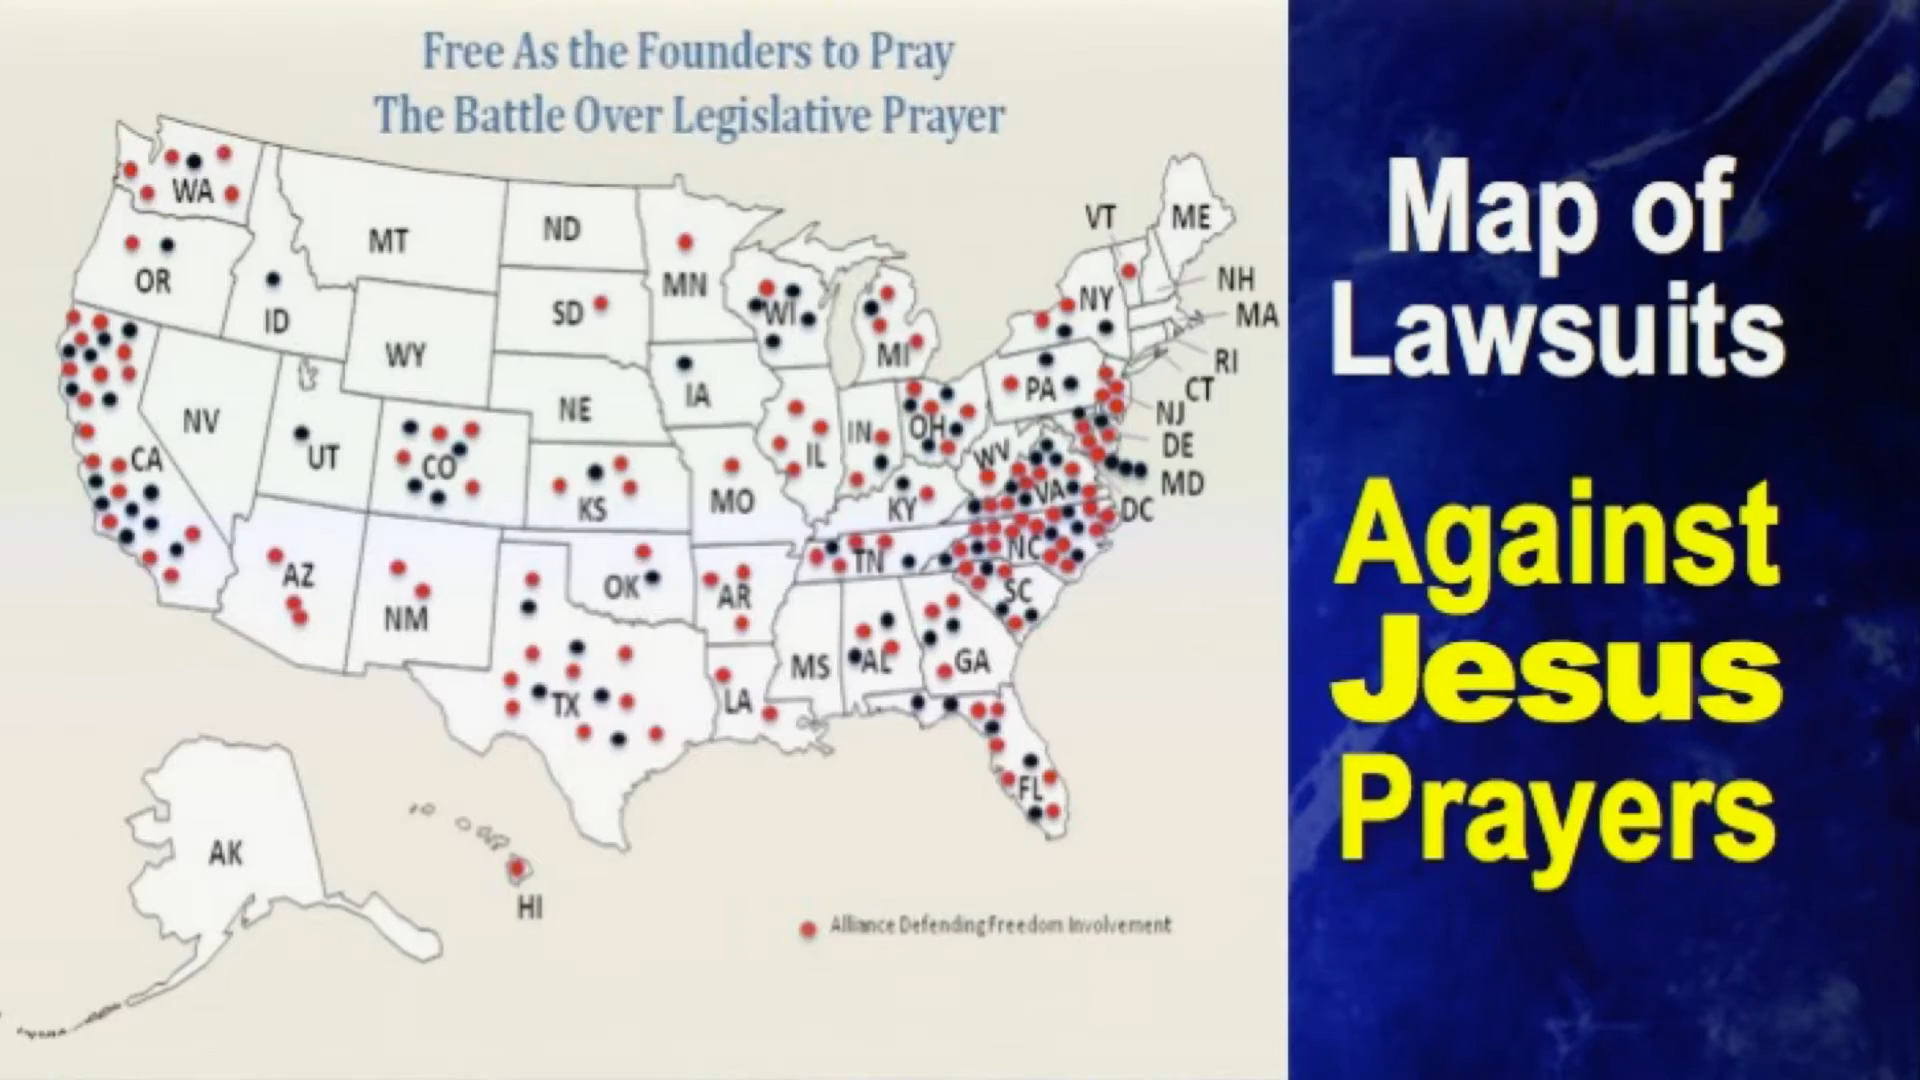 Free As the Founders to Pray
The Battle Over Legislative Prayer
WA
MT
ND
MN
OR
ID
SD
WI
MI
VT
ME
NY
NH
MA
RI
CT
WY
IA
PA
NJ
DE
MD
DC
NV
UT
CO
NE
KS
MO
IL
IN
OH
WV
VA
KY
CA
AZ
NM
OK
AR
TN
NC
SC
TX
LA
MS
AL
GA
FL
AK
HI
Alliance Defending Freedom Involvement
Map of
Lawsuits
Against
Jesus
Prayers